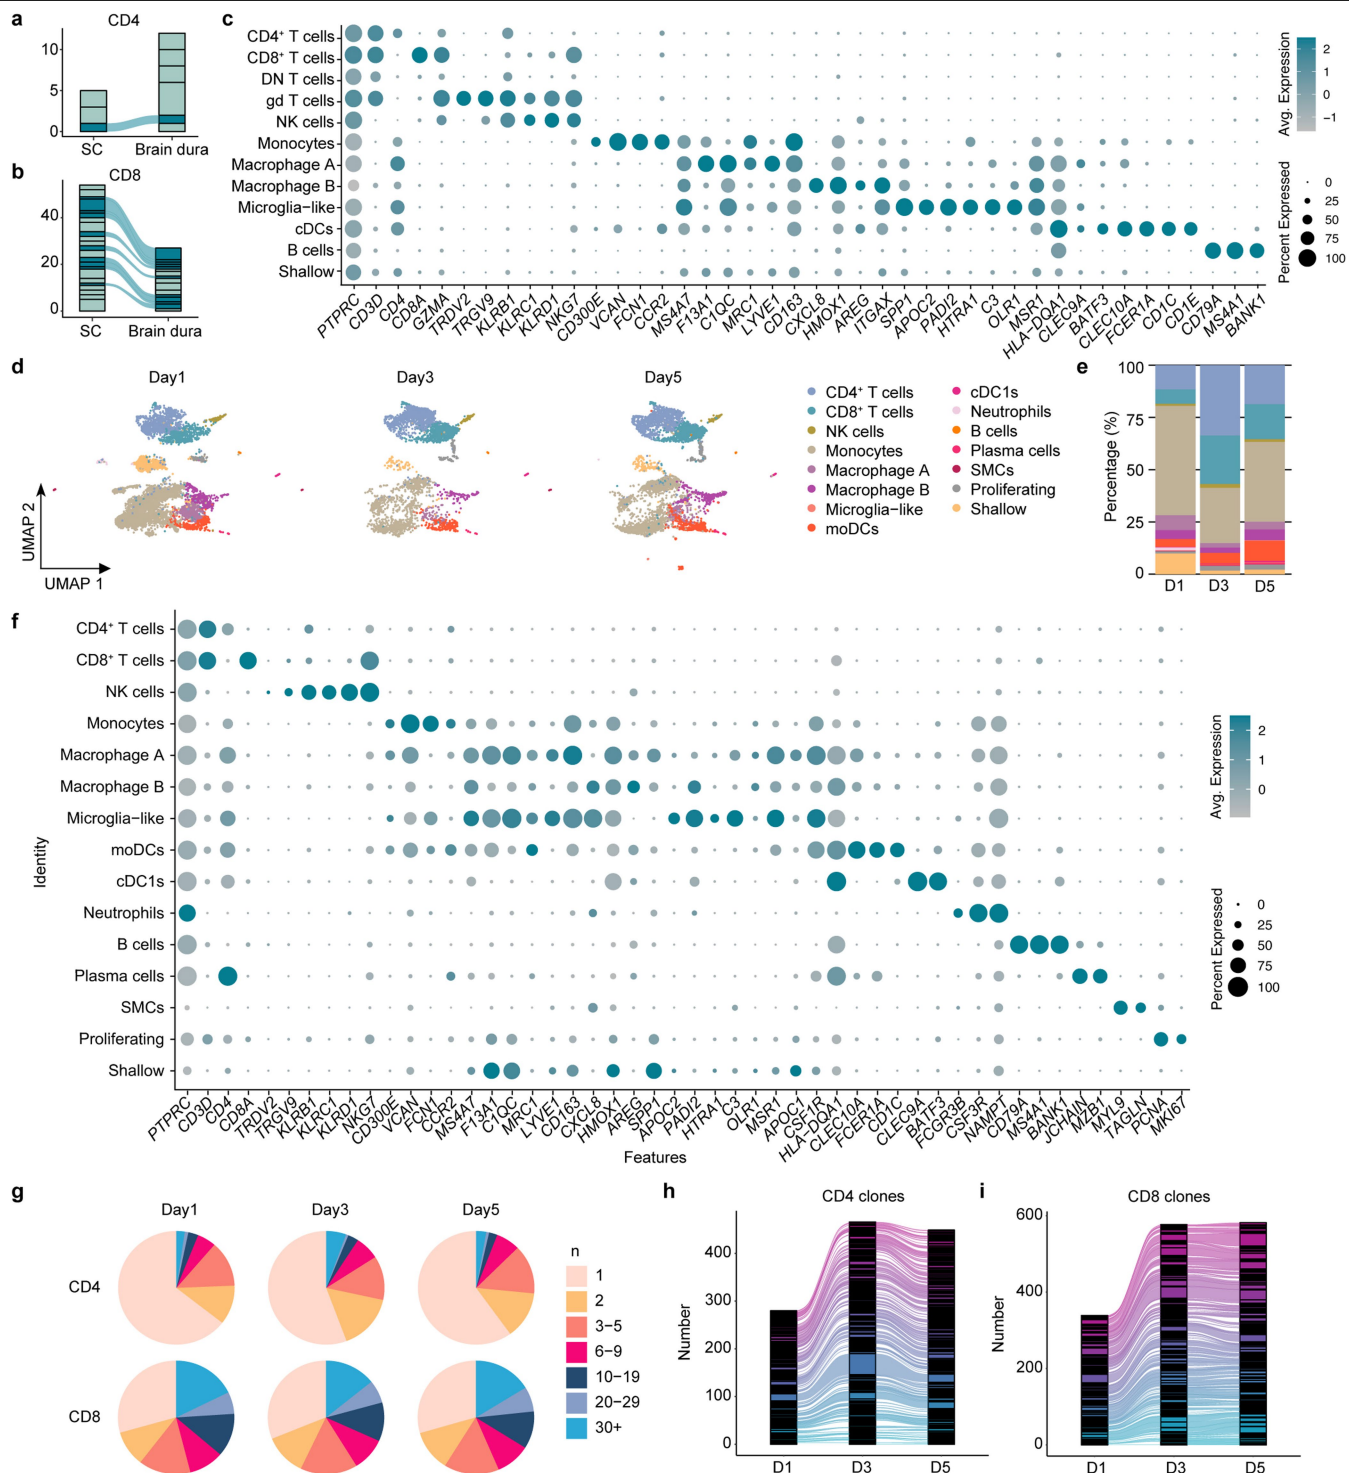 a
CD4
10
5
0
SC
Brain dura
b
CD8
40
20
0
SC
Brain dura
c
CD4+ T cells
CD8+ T cells
DN T cells
gd T cells
NK cells
Monocytes
Macrophage A
Macrophage B
Microglia−like
cDCs
B cells
Shallow
PTPRC
CD3D
CD4
CD8A
GZMA
TRDV2
TRGV9
KLRB1
KLRC1
KLRD1
NKG7
CD300E
VCAN
FCN1
CCR2
MS4A7
F13A1
C1QC
MRC1
LYVE1
CD163
CXCL8
HMOX1
AREG
ITGAX
SPP1
APOC2
PADI2
HTRA1
C3
OLR1
MSR1
HLA−DQA1
CLEC9A
BATF3
CLEC10A
FCER1A
CD1C
CD1E
CD79A
MS4A1
BANK1
Avg. Expression
2
1
0
−1
Percent Expressed
0
25
50
75
100
d
Day1
Day3
Day5
UMAP 2
UMAP 1
CD4+ T cells
CD8+ T cells
NK cells
Monocytes
Macrophage A
Macrophage B
Microglia−like
moDCs
cDC1s
Neutrophils
B cells
Plasma cells
SMCs
Proliferating
Shallow
e
Percentage (%)
100
75
50
25
0
D1
D3
D5
f
Identity
CD4+ T cells
CD8+ T cells
NK cells
Monocytes
Macrophage A
Macrophage B
Microglia−like
moDCs
cDC1s
Neutrophils
B cells
Plasma cells
SMCs
Proliferating
Shallow
PTPRC
CD3D
CD4
CD8A
TRDV2
TRGV9
KLRB1
KLRC1
KLRD1
NKG7
CD300E
VCAN
FCN1
CCR2
MS4A7
F13A1
C1QC
MRC1
LYVE1
CD163
CXCL8
HMOX1
AREG
SPP1
APOC2
PADI2
HTRA1
C3
OLR1
MSR1
APOC1
CSF1R
HLA−DQA1
CLEC10A
FCER1A
CD1C
CLEC9A
BATF3
FCGR3B
CSF3R
NAMPT
CD79A
MS4A1
BANK1
JCHAIN
MZB1
MYL9
TAGLN
PCNA
MKI67
Features
Avg. Expression
2
1
0
Percent Expressed
0
25
50
75
100
g
Day1
Day3
Day5
CD4
CD8
n
1
2
3−5
6−9
10−19
20−29
30+
h
CD4 clones
Number
400
300
200
100
0
D1
D3
D5
i
CD8 clones
Number
600
400
200
0
D1
D3
D5